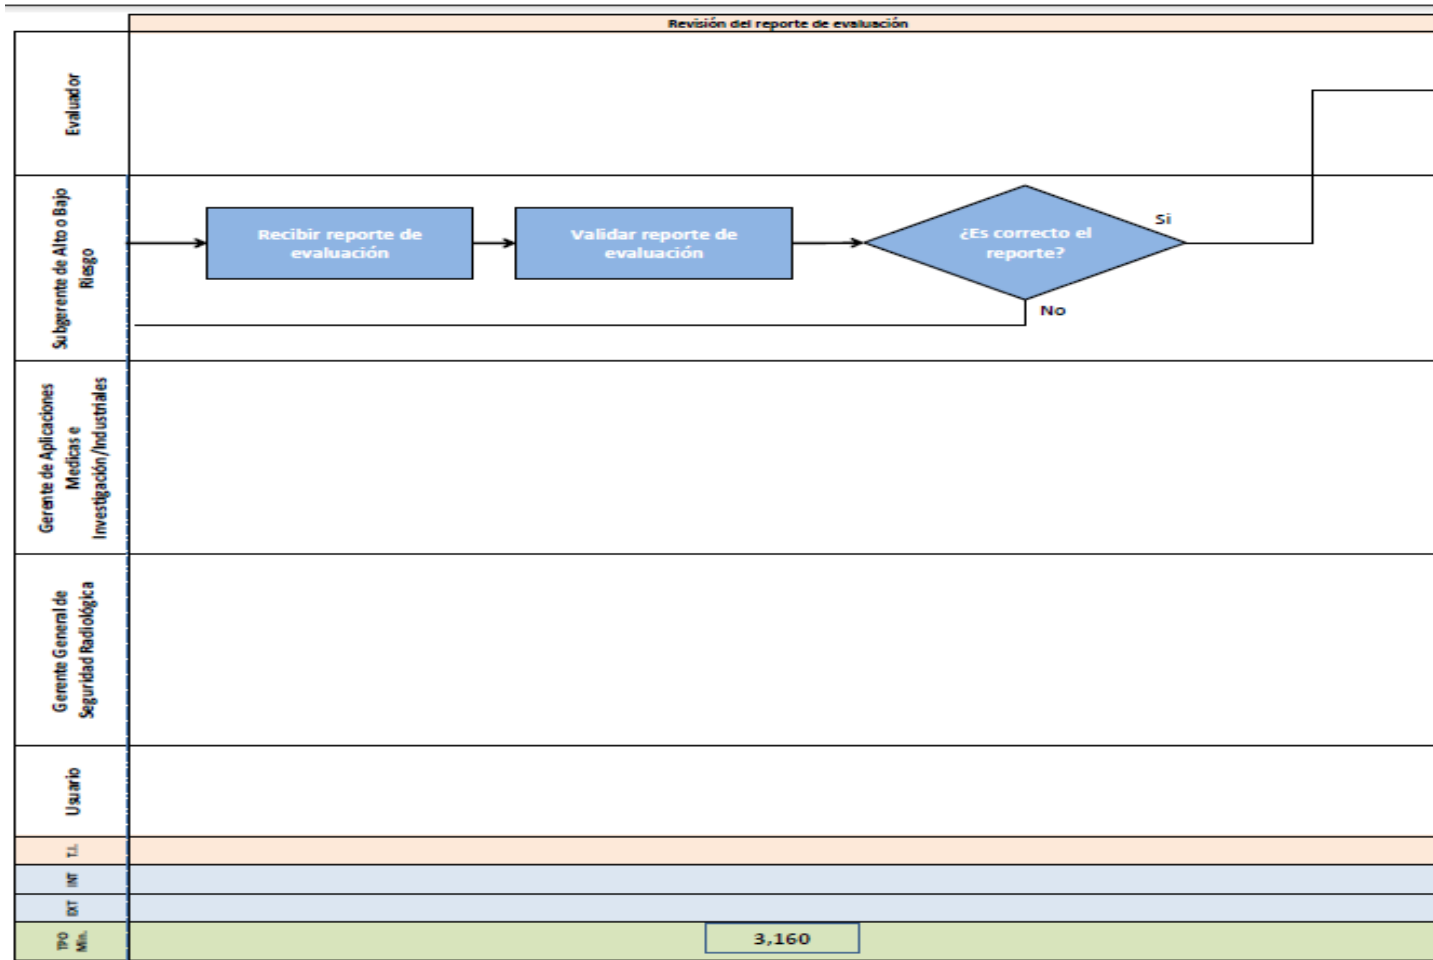 Revisión del reporte de evaluación
Evaluador
Subgerente de Alto o Bajo
Riesgo
Recibir reporte de
evaluación
Validar reporte de
evaluación
¿Es correcto el
reporte?
Si
No
Gerente de Aplicaciones
Medicas e
Investigación/Industriales
Gerente General de
Seguridad Radiológica
Usuario
T.I.
INT
EXT
TPO
Min.
3,160